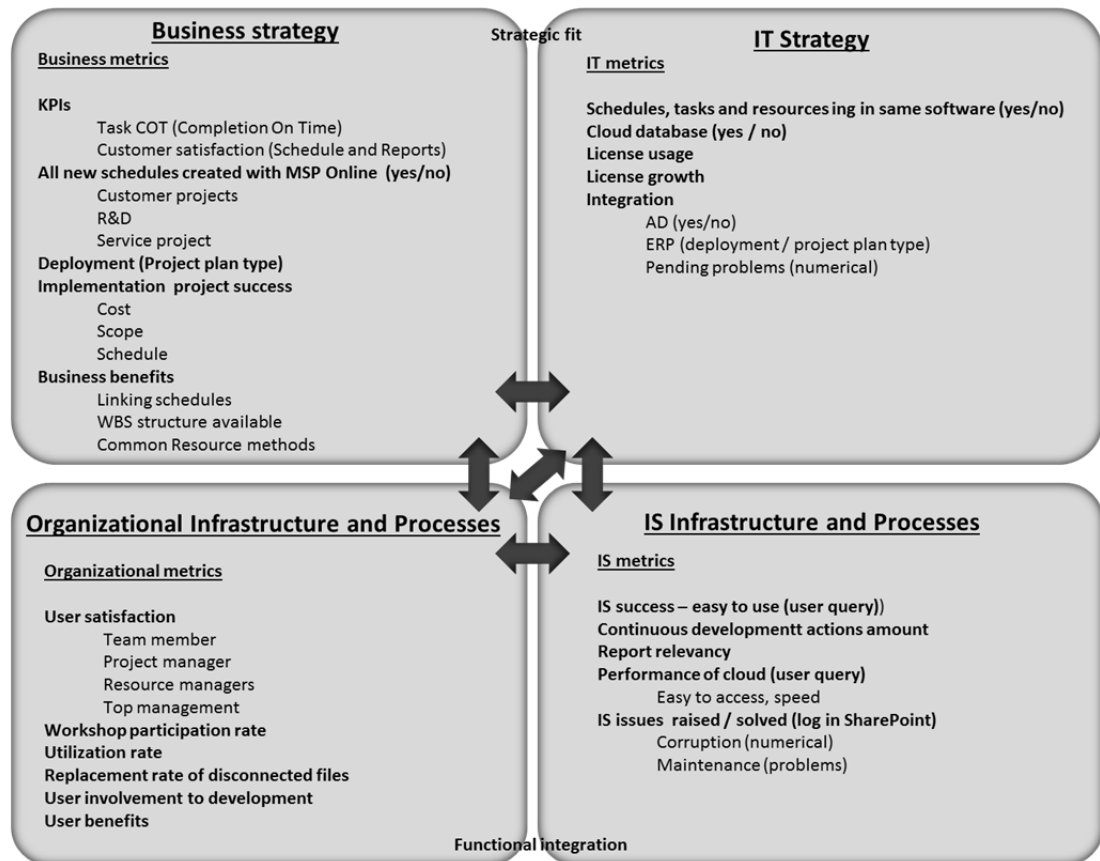 Business strategy
Business metrics
KPIs
Task COT (Completion On Time)
Customer satisfaction (Schedule and Reports)
All new schedules created with MSP Online (yes/no)
Customer projects
R&D
Service project
Deployment (Project plan type)
Implementation project success
Cost
Scope
Schedule
Business benefits
Linking schedules
WBS structure available
Common Resource methods
Strategic fit
IT Strategy
IT metrics
Schedules, tasks and resources ing in same software (yes/no)
Cloud database (yes / no)
License usage
License growth
Integration
AD (yes/no)
ERP (deployment / project plan type)
Pending problems (numerical)
Organizational Infrastructure and Processes
Organizational metrics
User satisfaction
Team member
Project manager
Resource managers
Top management
Workshop participation rate
Utilization rate
Replacement rate of disconnected files
User involvement to development
User benefits
IS Infrastructure and Processes
IS metrics
IS success – easy to use (user query))
Continuous developmentt actions amount
Report relevancy
Performance of cloud (user query)
Easy to access, speed
IS issues raised / solved (log in SharePoint)
Corruption (numerical)
Maintenance (problems)
Functional integration